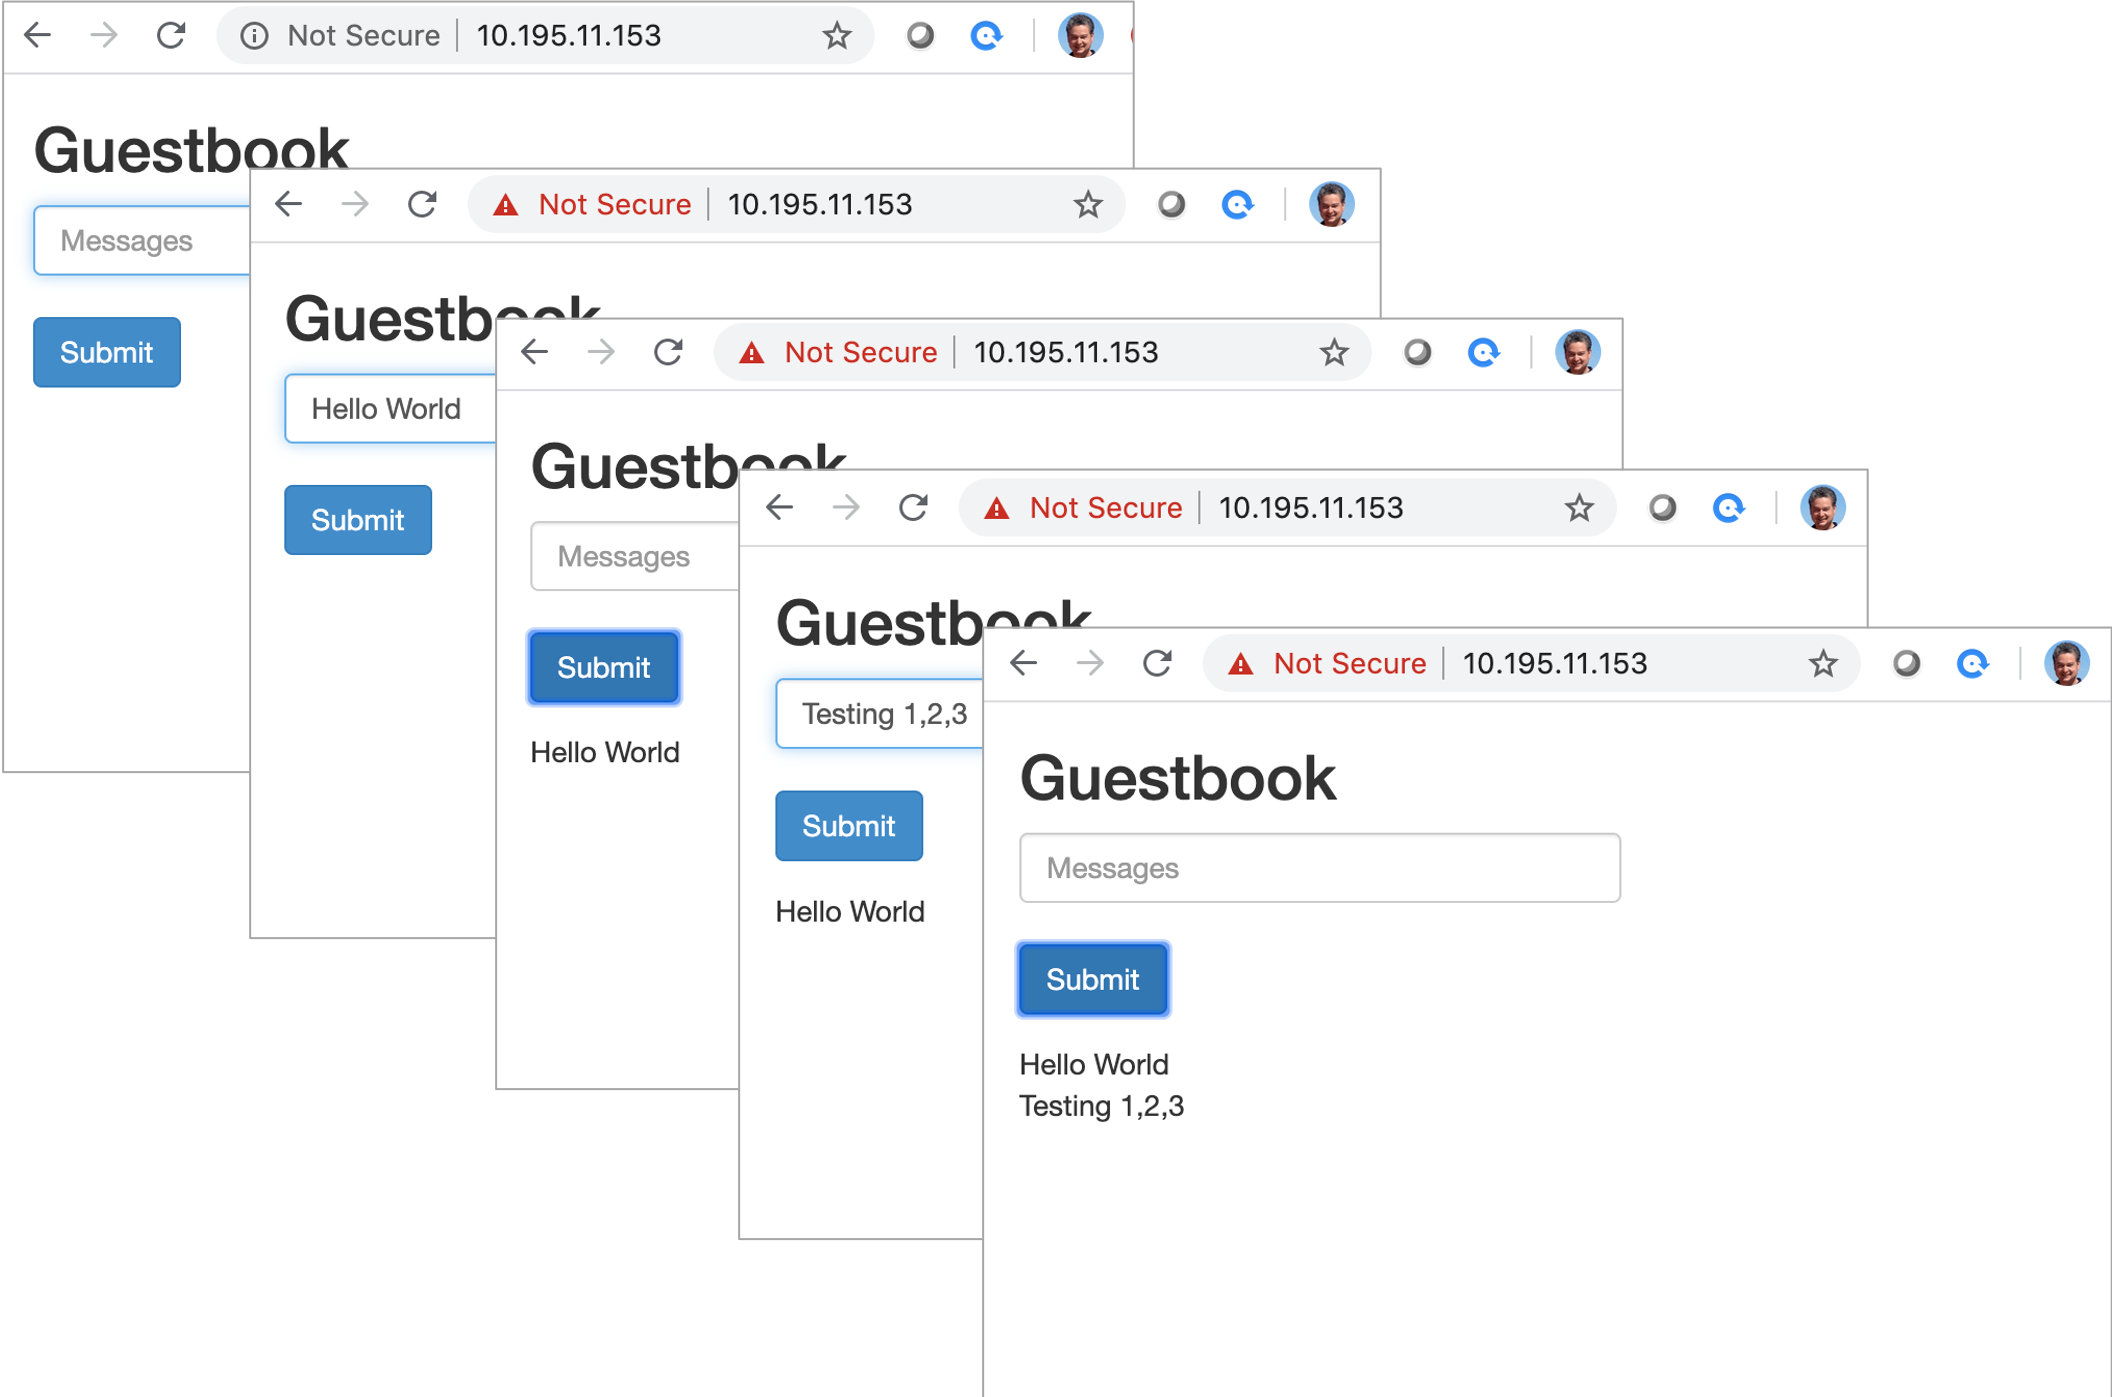 Not Secure | 10.195.11.153
Guestbook
Messages
Submit
Not Secure | 10.195.11.153
Guestbook
Hello World
Submit
Not Secure | 10.195.11.153
Guestbook
Messages
Submit
Hello World
Not Secure | 10.195.11.153
Guestbook
Testing 1,2,3
Submit
Hello World
Not Secure | 10.195.11.153
Guestbook
Messages
Submit
Hello World
Testing 1,2,3